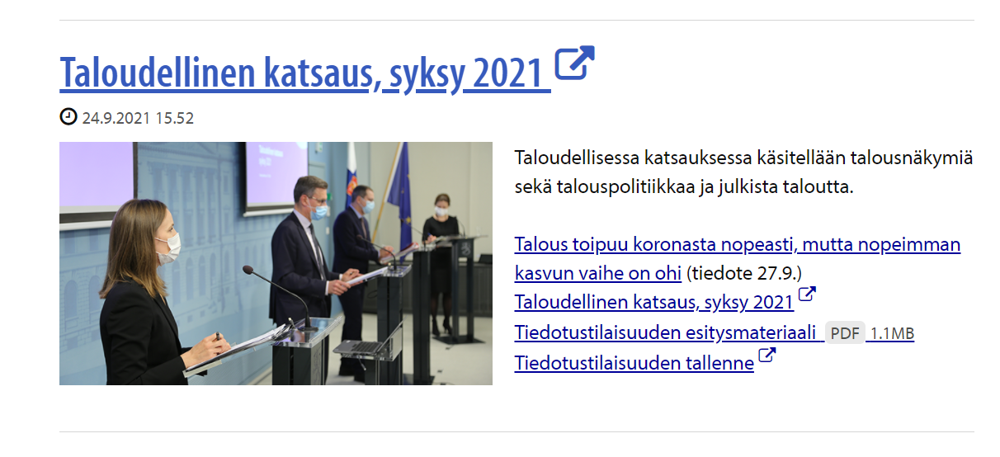 Taloudellinen katsaus, syksy 2021
24.9.2021 15.52
Taloudellisessa katsauksessa käsitellään talousnäkymiä
sekä talouspolitiikkaa ja julkista taloutta.
Talous toipuu koronasta nopeasti, mutta nopeimman
kasvun vaihe on ohi (tiedote 27.9.)
Taloudellinen katsaus, syksy 2021
Tiedotustilaisuuden esitysmateriaali PDF 1.1MB
Tiedotustilaisuuden tallenne